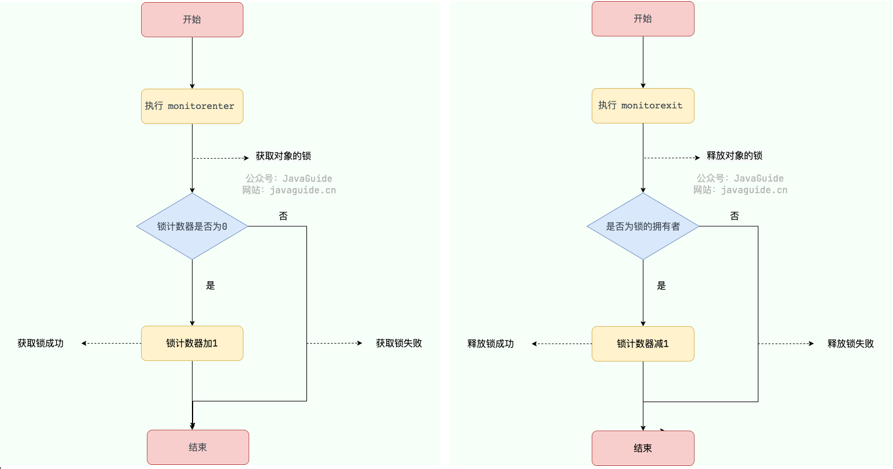 开始
执行 monitorenter
获取对象的锁
公众号：JavaGuide
网站：javaguide.cn
锁计数器是否为0
否
是
获取锁成功
锁计数器加1
获取锁失败
结束
开始
执行 monitorexit
释放对象的锁
公众号：JavaGuide
网站：javaguide.cn
是否为锁的拥有者
否
是
释放锁成功
锁计数器减1
释放锁失败
结束